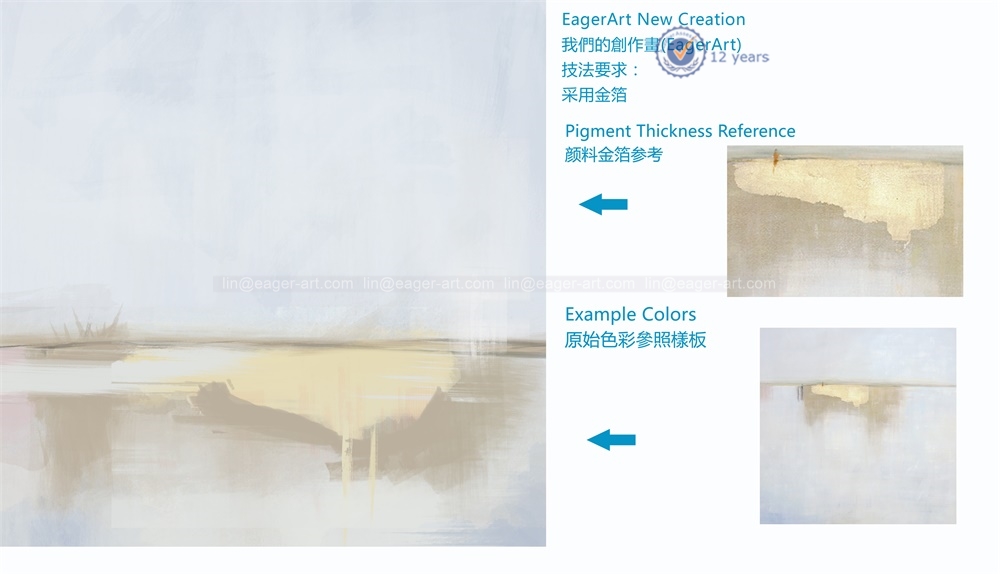 EagerArt New Creation
我們的創作畫(EagerArt)
12 years
技法要求：
采用金箔
Pigment Thickness Reference
颜料金箔参考
lin@eager-art.com lin@eager-art.com lin@eager-art.com lin@eager-art.com
Example Colors
原始色彩參照樣板